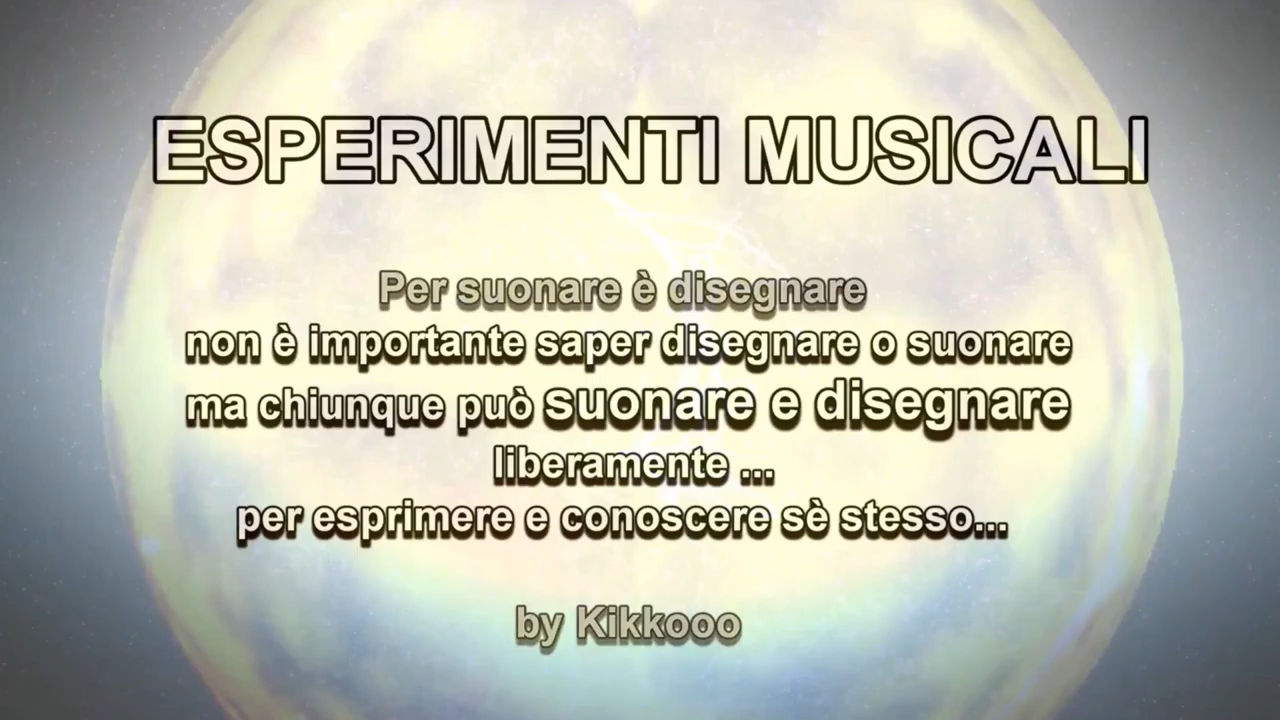 ESPERIMENTI MUSICALI
Per suonare è disegnare
non è importante saper disegnare o suonare
ma chiunque può suonare e disegnare
liberamente ...
per esprimere e conoscere sè stesso...
by Kikkooo